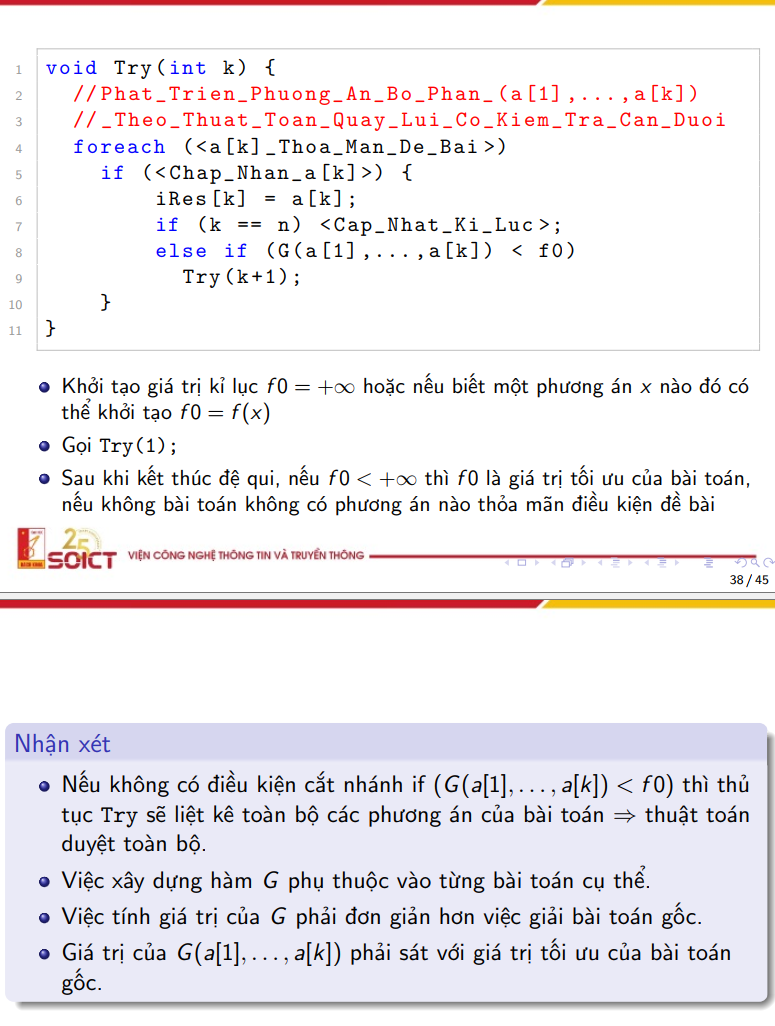 1 void Try(int k) {
2 //Phat_Trien_Phuong_An_Bo_Phan_(a[1],...,a[k])
3 //_Theo_Thuat_Toan_Quay_Lui_Co_Kiem_Tra_Can_Duoi
4 foreach (<a[k]_Thoa_Man_De_Bai>)
5 if (<Chap_Nhan_a[k]>) {
6 iRes[k] = a[k];
7 if (k == n) <Cap_Nhat_Ki_Luc>;
8 else if (G(a[1],...,a[k]) < f0)
9 Try(k+1);
10 }
11 }
Khởi tạo giá trị kỉ lục f0 = +∞ hoặc nếu biết một phương án x nào đó có
thể khởi tạo f0 = f(x)
Gọi Try(1);
Sau khi kết thúc đệ qui, nếu f0 < +∞ thì f0 là giá trị tối ưu của bài toán,
nếu không bài toán không có phương án nào thỏa mãn điều kiện đề bài
25
SOICT VIỆN CÔNG NGHỆ THÔNG TIN VÀ TRUYỀN THÔNG
38 / 45
Nhận xét
Nếu không có điều kiện cắt nhánh if (G(a[1], . . . , a[k]) < f0) thì thủ
tục Try sẽ liệt kê toàn bộ các phương án của bài toán ⇒ thuật toán
duyệt toàn bộ.
Việc xây dựng hàm G phụ thuộc vào từng bài toán cụ thể.
Việc tính giá trị của G phải đơn giản hơn việc giải bài toán gốc.
Giá trị của G(a[1], . . . , a[k]) phải sát với giá trị tối ưu của bài toán
gốc.